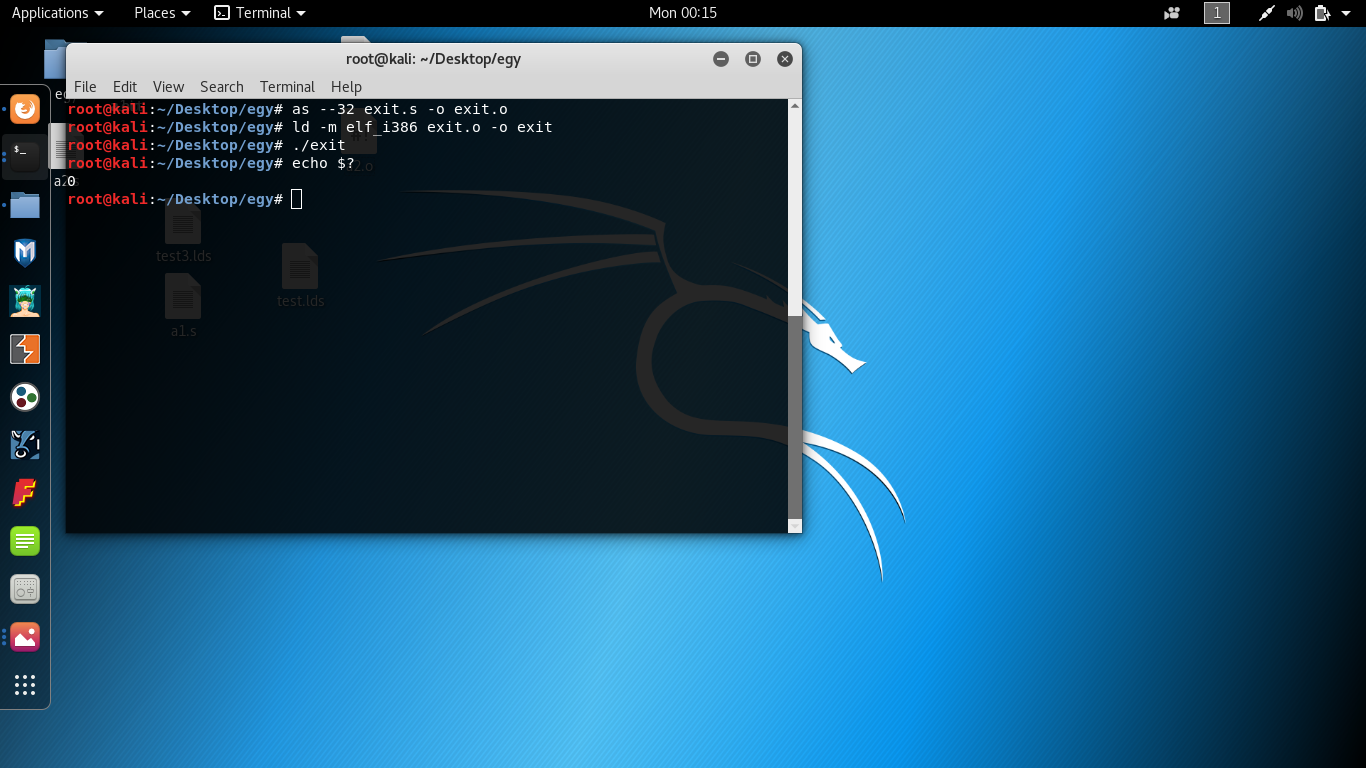 Applications Places Terminal Mon 00:15 1
root@kali: ~/Desktop/egy
File Edit View Search Terminal Help
root@kali:~/Desktop/egy# as --32 exit.s -o exit.o
root@kali:~/Desktop/egy# ld -m elf_i386 exit.o -o exit
root@kali:~/Desktop/egy# ./exit
root@kali:~/Desktop/egy# echo $?
0
root@kali:~/Desktop/egy#
test3.lds
test.lds
a1.s